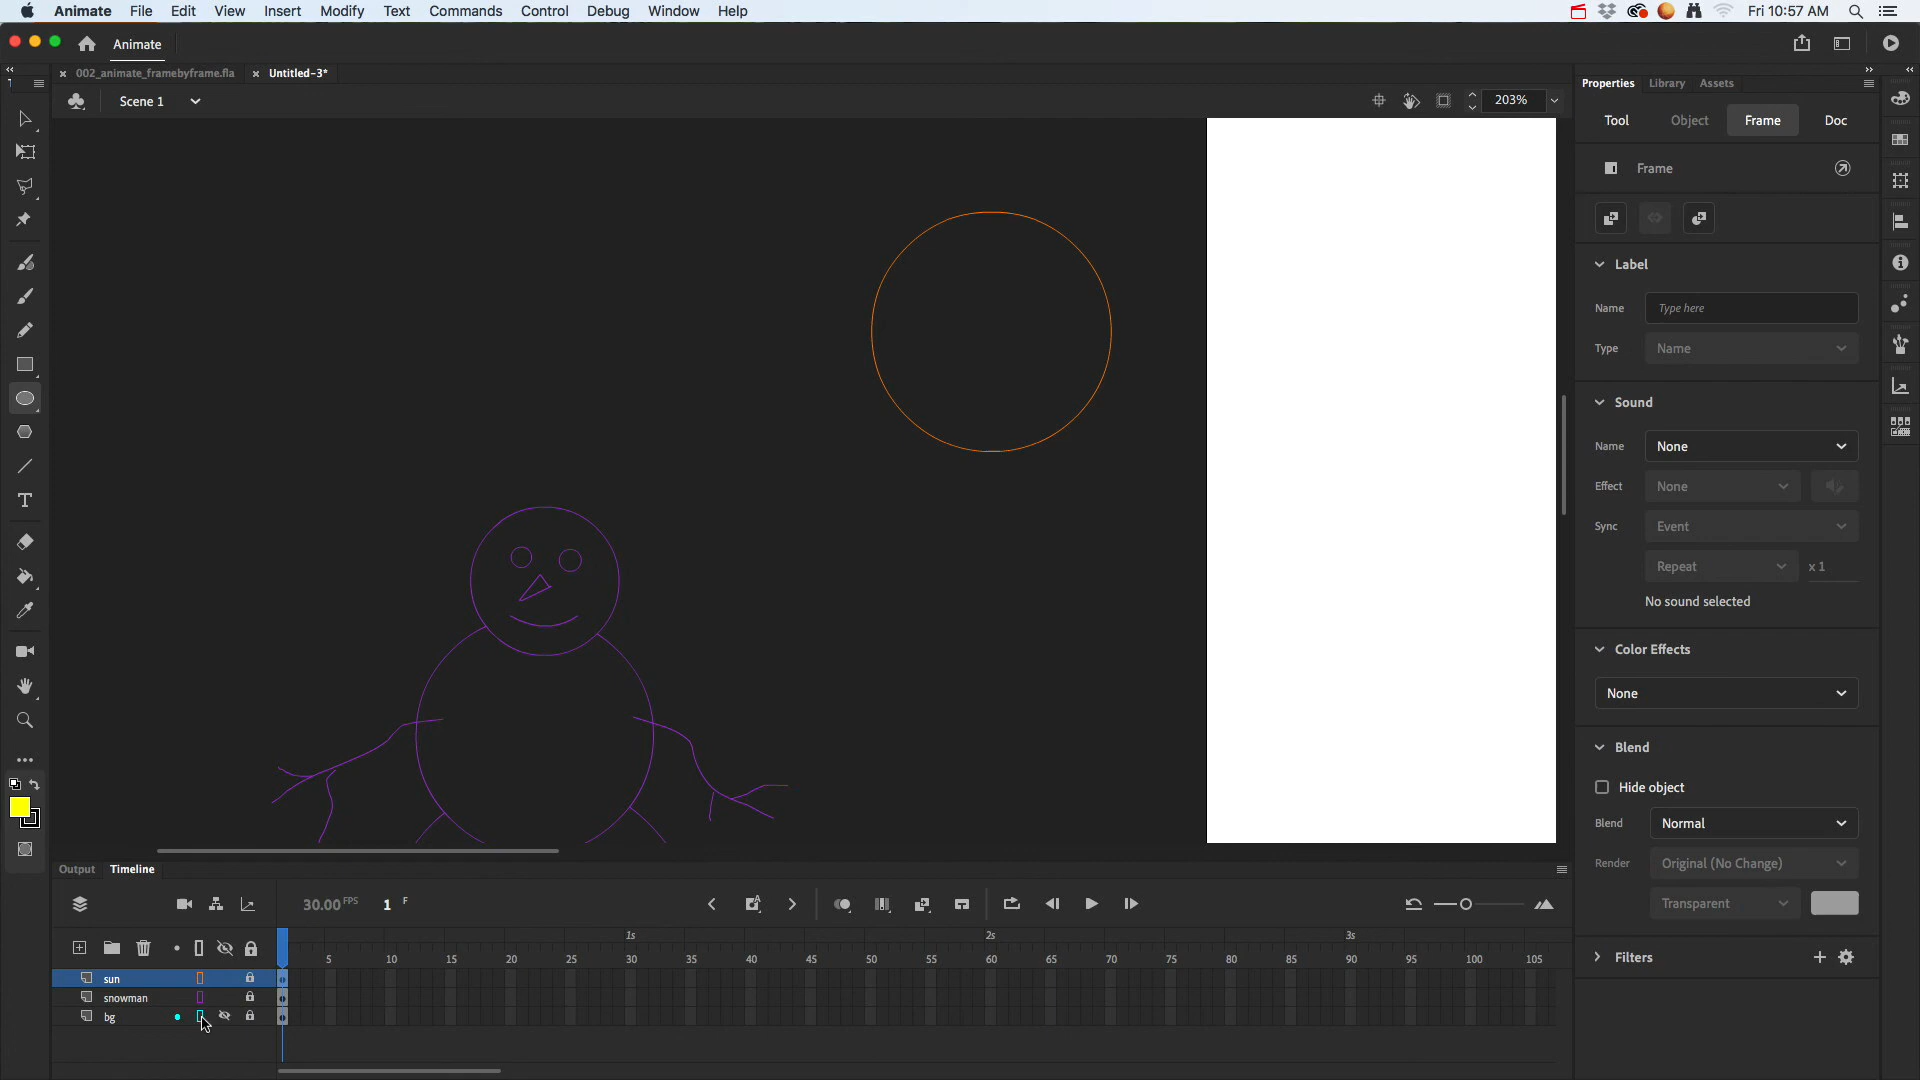 Animate File Edit View Insert Modify Text Commands Control Debug Window Help Fri 10:57 AM
Animate
002_animate_framebyframe.fla Untitled-3*
Properties Library Assets
Scene 1 203%
Tool Object Frame Doc
Frame
Label
Name Type here
Type Name
Sound
Name None
Effect None
Sync Event
Repeat x 1
No sound selected
Color Effects
None
Blend
Hide object
Blend Normal
Render Original (No Change)
Transparent
Filters
Output Timeline
30.00 FPS 1 F
1s 2s 3s
5 10 15 20 25 30 35 40 45 50 55 60 65 70 75 80 85 90 95 100 105
sun
snowman
bg